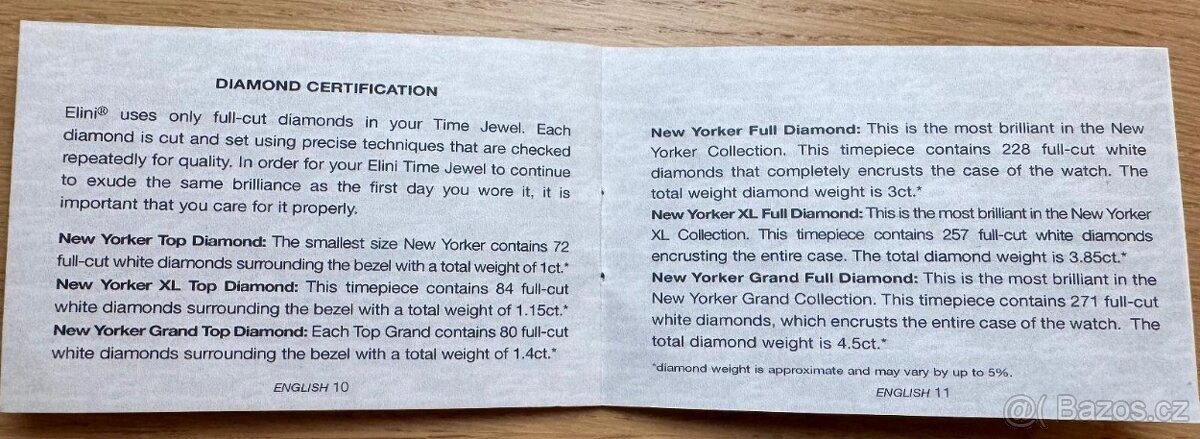 DIAMOND CERTIFICATION
Elini® uses only full-cut diamonds in your Time Jewel. Each
diamond is cut and set using precise techniques that are checked
repeatedly for quality. In order for your Elini Time Jewel to continue
to exude the same brilliance as the first day you wore it, it is
important that you care for it properly.
New Yorker Top Diamond: The smallest size New Yorker contains 72
full-cut white diamonds surrounding the bezel with a total weight of 1ct.*
New Yorker XL Top Diamond: This timepiece contains 84 full-cut
white diamonds surrounding the bezel with a total weight of 1.15ct.*
New Yorker Grand Top Diamond: Each Top Grand contains 80 full-cut
white diamonds surrounding the bezel with a total weight of 1.4ct.*
ENGLISH 10
New Yorker Full Diamond: This is the most brilliant in the New
Yorker Collection. This timepiece contains 228 full-cut white
diamonds that completely encrusts the case of the watch. The
total weight diamond weight is 3ct.*
New Yorker XL Full Diamond: This is the most brilliant in the New Yorker
XL Collection. This timepiece contains 257 full-cut white diamonds
encrusting the entire case. The total diamond weight is 3.85ct.*
New Yorker Grand Full Diamond: This is the most brilliant in the
New Yorker Grand Collection. This timepiece contains 271 full-cut
white diamonds, which encrusts the entire case of the watch. The
total diamond weight is 4.5ct.*
*diamond weight is approximate and may vary by up to 5%.
ENGLISH 11
Bazos.cz